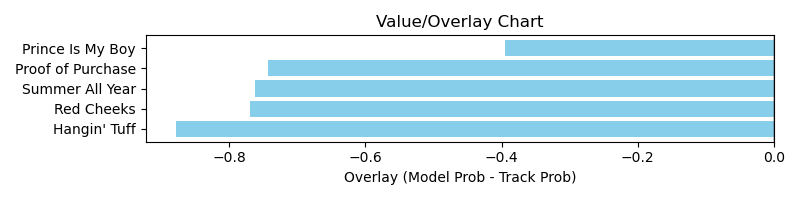 Value/Overlay Chart
Prince Is My Boy
Proof of Purchase
Summer All Year
Red Cheeks
Hangin' Tuff
−0.8 −0.6 −0.4 −0.2 0.0
Overlay (Model Prob - Track Prob)